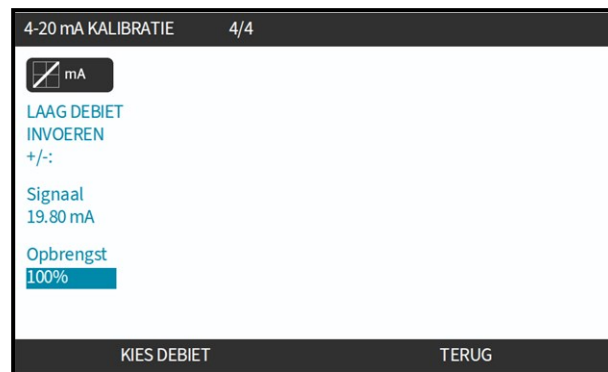 4-20 mA KALIBRATIE 4/4
mA
LAAG DEBIET
INVOEREN
+/-:
Signaal
19.80 mA
Opbrengst
100%
KIES DEBIET TERUG